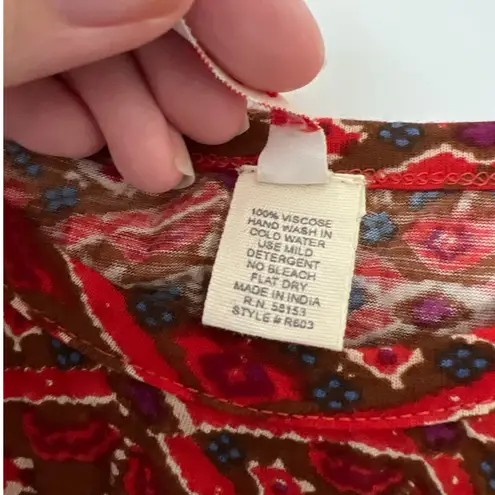 100% VISCOSE
HAND WASH IN
COLD WATER
USE MILD
DETERGENT
NO BLEACH
FLAT DRY
MADE IN INDIA
R.N. 58153
STYLE # R603